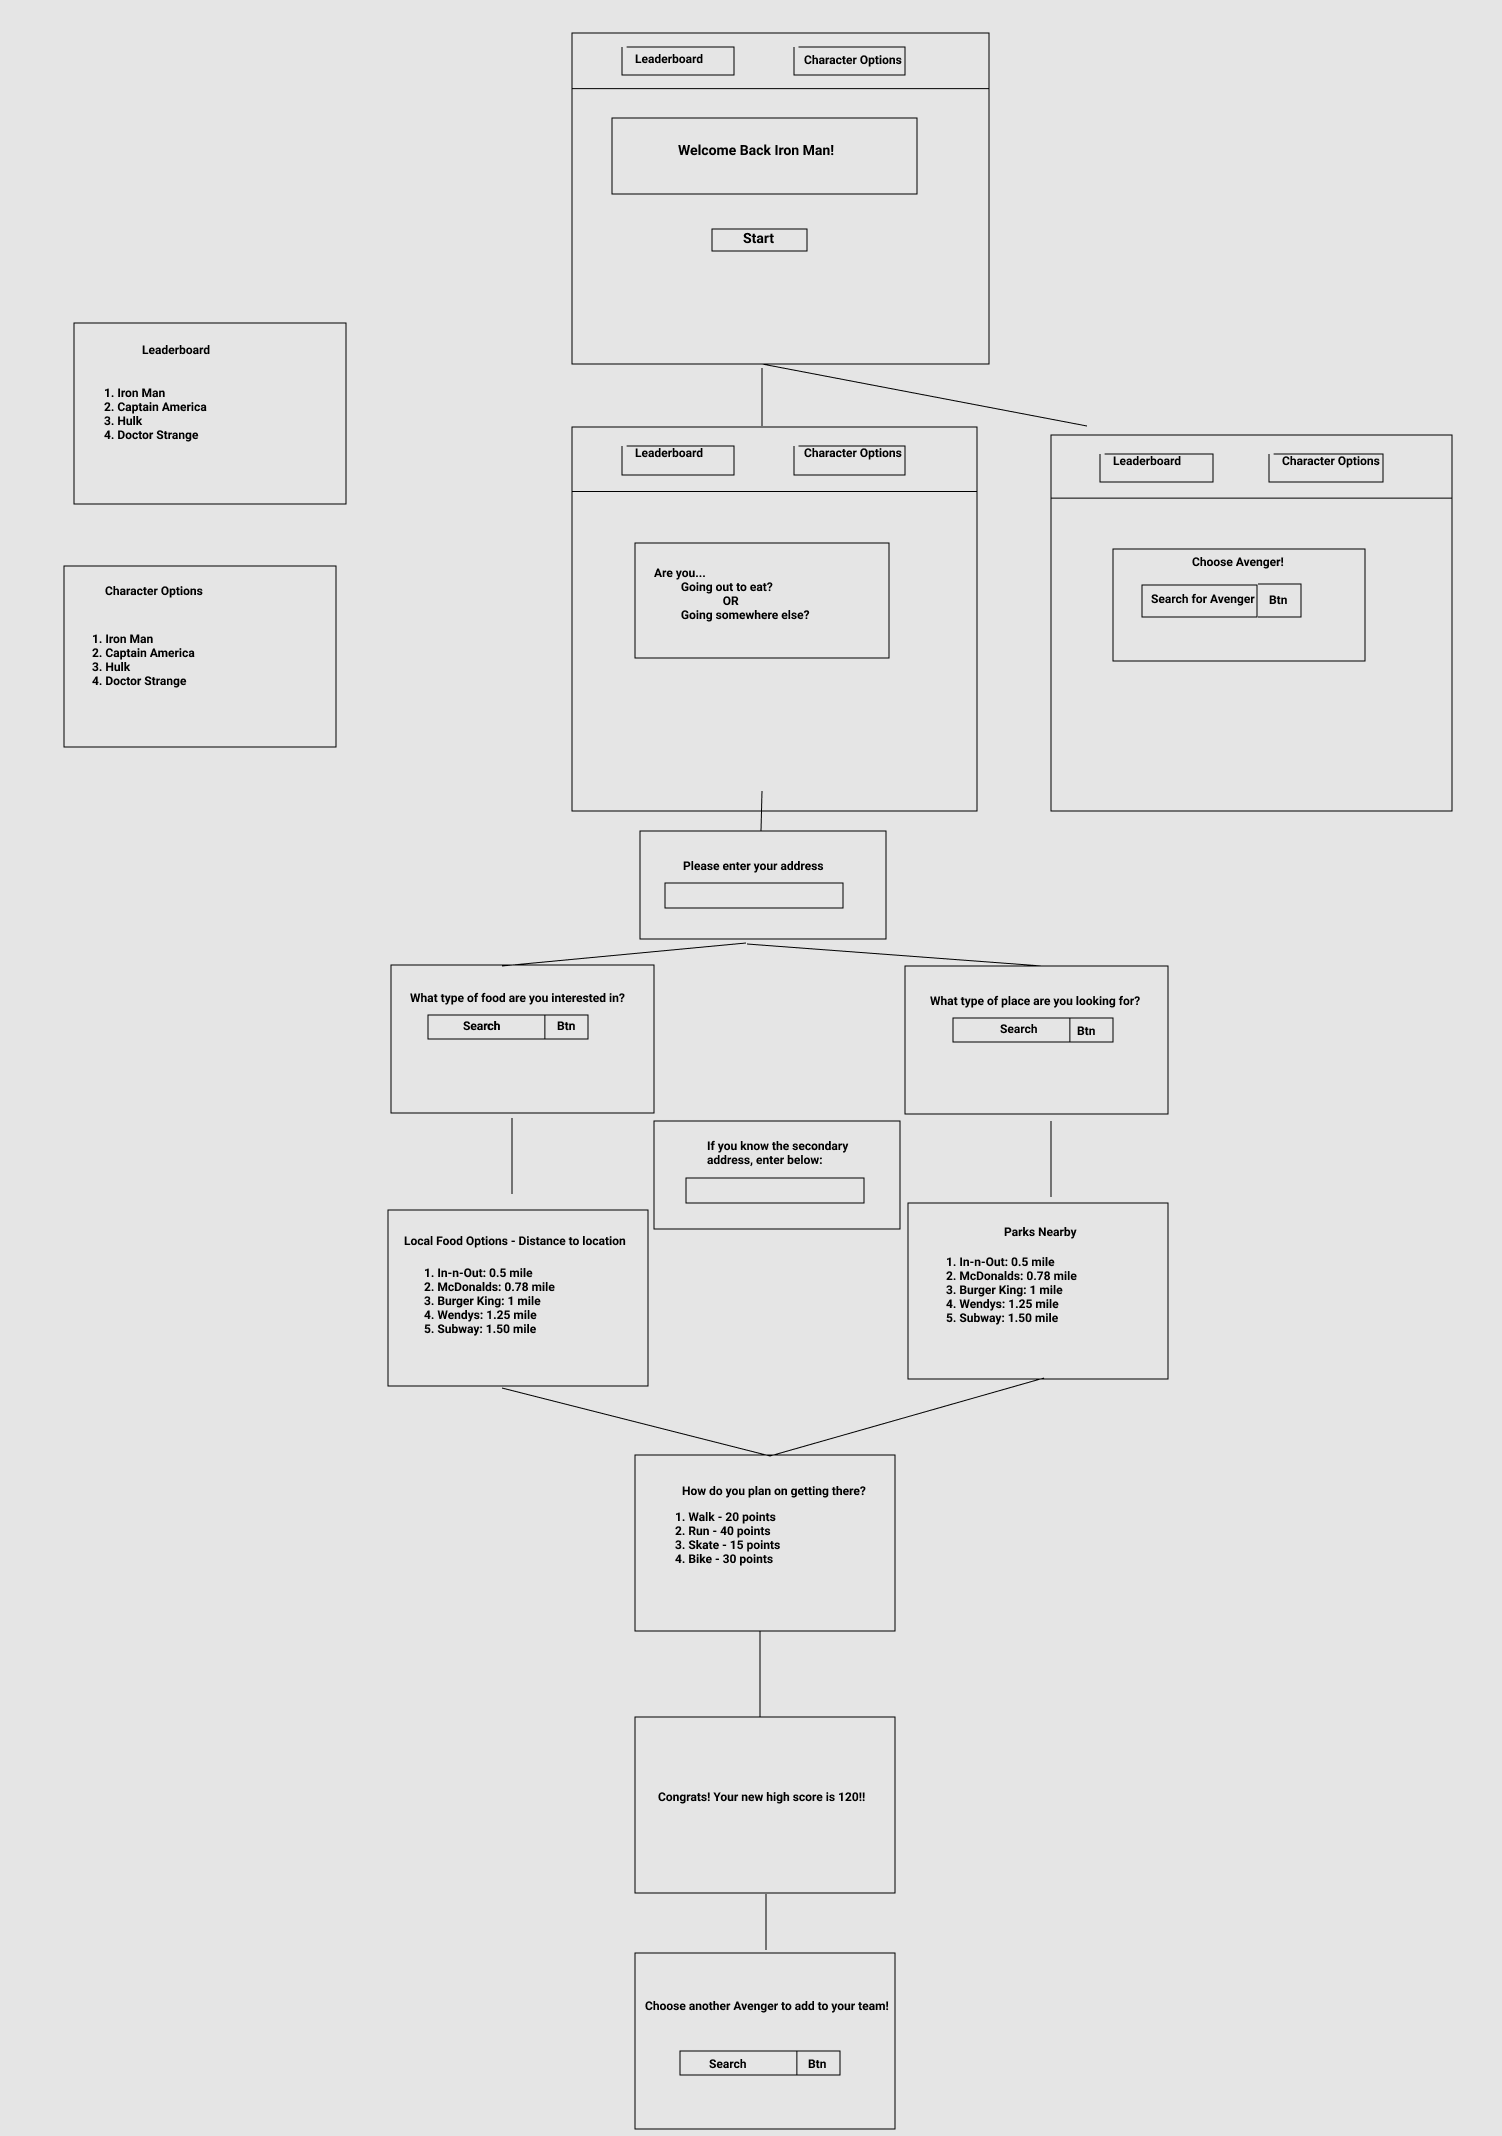 Leaderboard
Character Options
Welcome Back Iron Man!
Start
Leaderboard
1. Iron Man
2. Captain America
3. Hulk
4. Doctor Strange
Character Options
1. Iron Man
2. Captain America
3. Hulk
4. Doctor Strange
Leaderboard
Character Options
Are you...
Going out to eat?
OR
Going somewhere else?
Leaderboard
Character Options
Choose Avenger!
Search for Avenger
Btn
Please enter your address
What type of food are you interested in?
Search
Btn
What type of place are you looking for?
Search
Btn
If you know the secondary
address, enter below:
Local Food Options - Distance to location
1. In-n-Out: 0.5 mile
2. McDonalds: 0.78 mile
3. Burger King: 1 mile
4. Wendys: 1.25 mile
5. Subway: 1.50 mile
Parks Nearby
1. In-n-Out: 0.5 mile
2. McDonalds: 0.78 mile
3. Burger King: 1 mile
4. Wendys: 1.25 mile
5. Subway: 1.50 mile
How do you plan on getting there?
1. Walk - 20 points
2. Run - 40 points
3. Skate - 15 points
4. Bike - 30 points
Congrats! Your new high score is 120!!
Choose another Avenger to add to your team!
Search
Btn